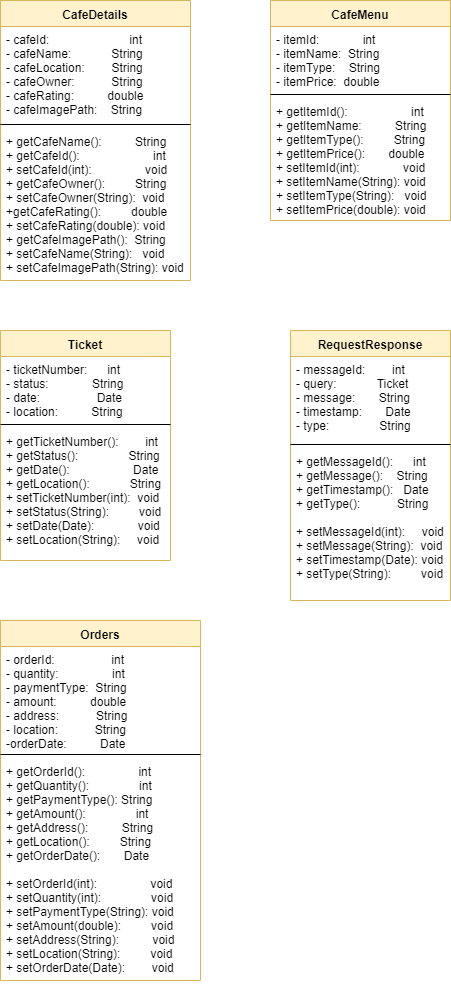 CafeDetails
- cafeId: int
- cafeName: String
- cafeLocation: String
- cafeOwner: String
- cafeRating: double
- cafeImagePath: String
+ getCafeName(): String
+ getCafeId(): int
+ setCafeId(int): void
+ getCafeOwner(): String
+ setCafeOwner(String): void
+getCafeRating(): double
+ setCafeRating(double): void
+ getCafeImagePath(): String
+ setCafeName(String): void
+ setCafeImagePath(String): void
CafeMenu
- itemId: int
- itemName: String
- itemType: String
- itemPrice: double
+ getItemId(): int
+ getItemName: String
+ getItemType(): String
+ getItemPrice(): double
+ setItemId(int): void
+ setItemName(String): void
+ setItemType(String): void
+ setItemPrice(double): void
Ticket
- ticketNumber: int
- status: String
- date: Date
- location: String
+ getTicketNumber(): int
+ getStatus(): String
+ getDate(): Date
+ getLocation(): String
+ setTicketNumber(int): void
+ setStatus(String): void
+ setDate(Date): void
+ setLocation(String): void
RequestResponse
- messageId: int
- query: Ticket
- message: String
- timestamp: Date
- type: String
+ getMessageId(): int
+ getMessage(): String
+ getTimestamp(): Date
+ getType(): String
+ setMessageId(int): void
+ setMessage(String): void
+ setTimestamp(Date): void
+ setType(String): void
Orders
- orderId: int
- quantity: int
- paymentType: String
- amount: double
- address: String
- location: String
-orderDate: Date
+ getOrderId(): int
+ getQuantity(): int
+ getPaymentType(): String
+ getAmount(): int
+ getAddress(): String
+ getLocation(): String
+ getOrderDate(): Date
+ setOrderId(int): void
+ setQuantity(int): void
+ setPaymentType(String): void
+ setAmount(double): void
+ setAddress(String): void
+ setLocation(String): void
+ setOrderDate(Date): void